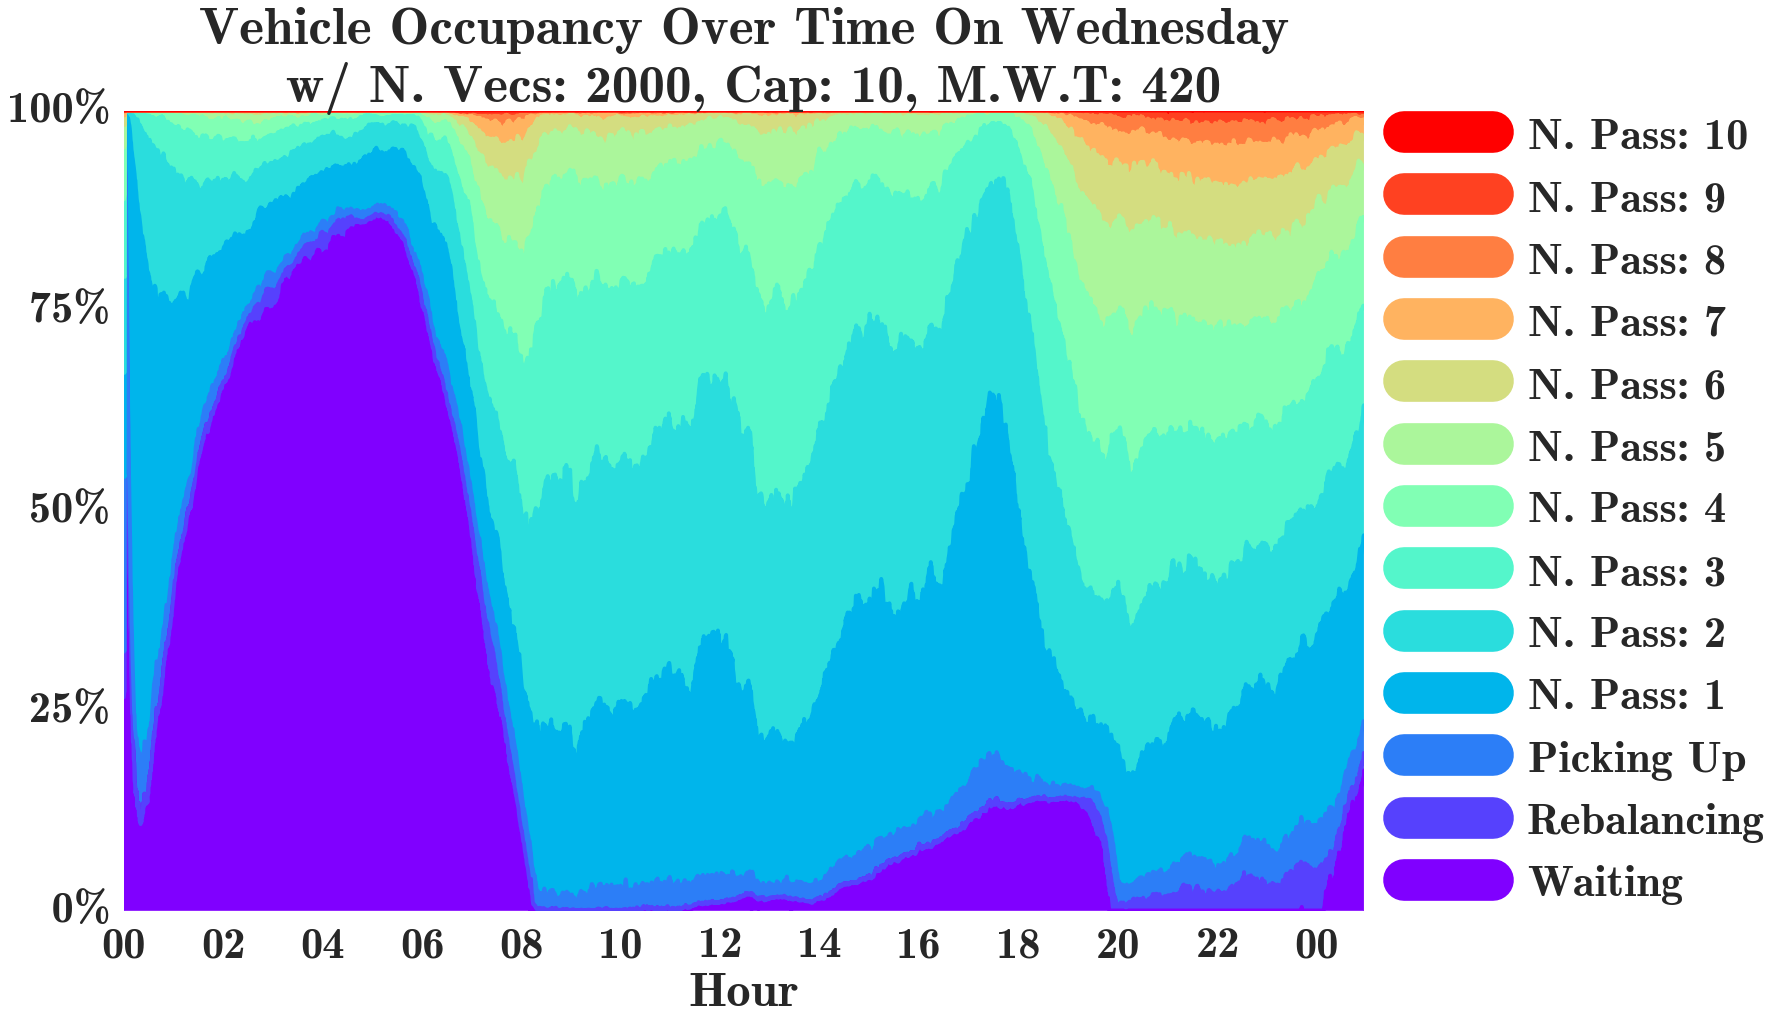 Vehicle Occupancy Over Time On Wednesday
w/ N. Vecs: 2000, Cap: 10, M.W.T: 420
100%
75%
50%
25%
0%
00 02 04 06 08 10 12 14 16 18 20 22 00
Hour
N. Pass: 10
N. Pass: 9
N. Pass: 8
N. Pass: 7
N. Pass: 6
N. Pass: 5
N. Pass: 4
N. Pass: 3
N. Pass: 2
N. Pass: 1
Picking Up
Rebalancing
Waiting